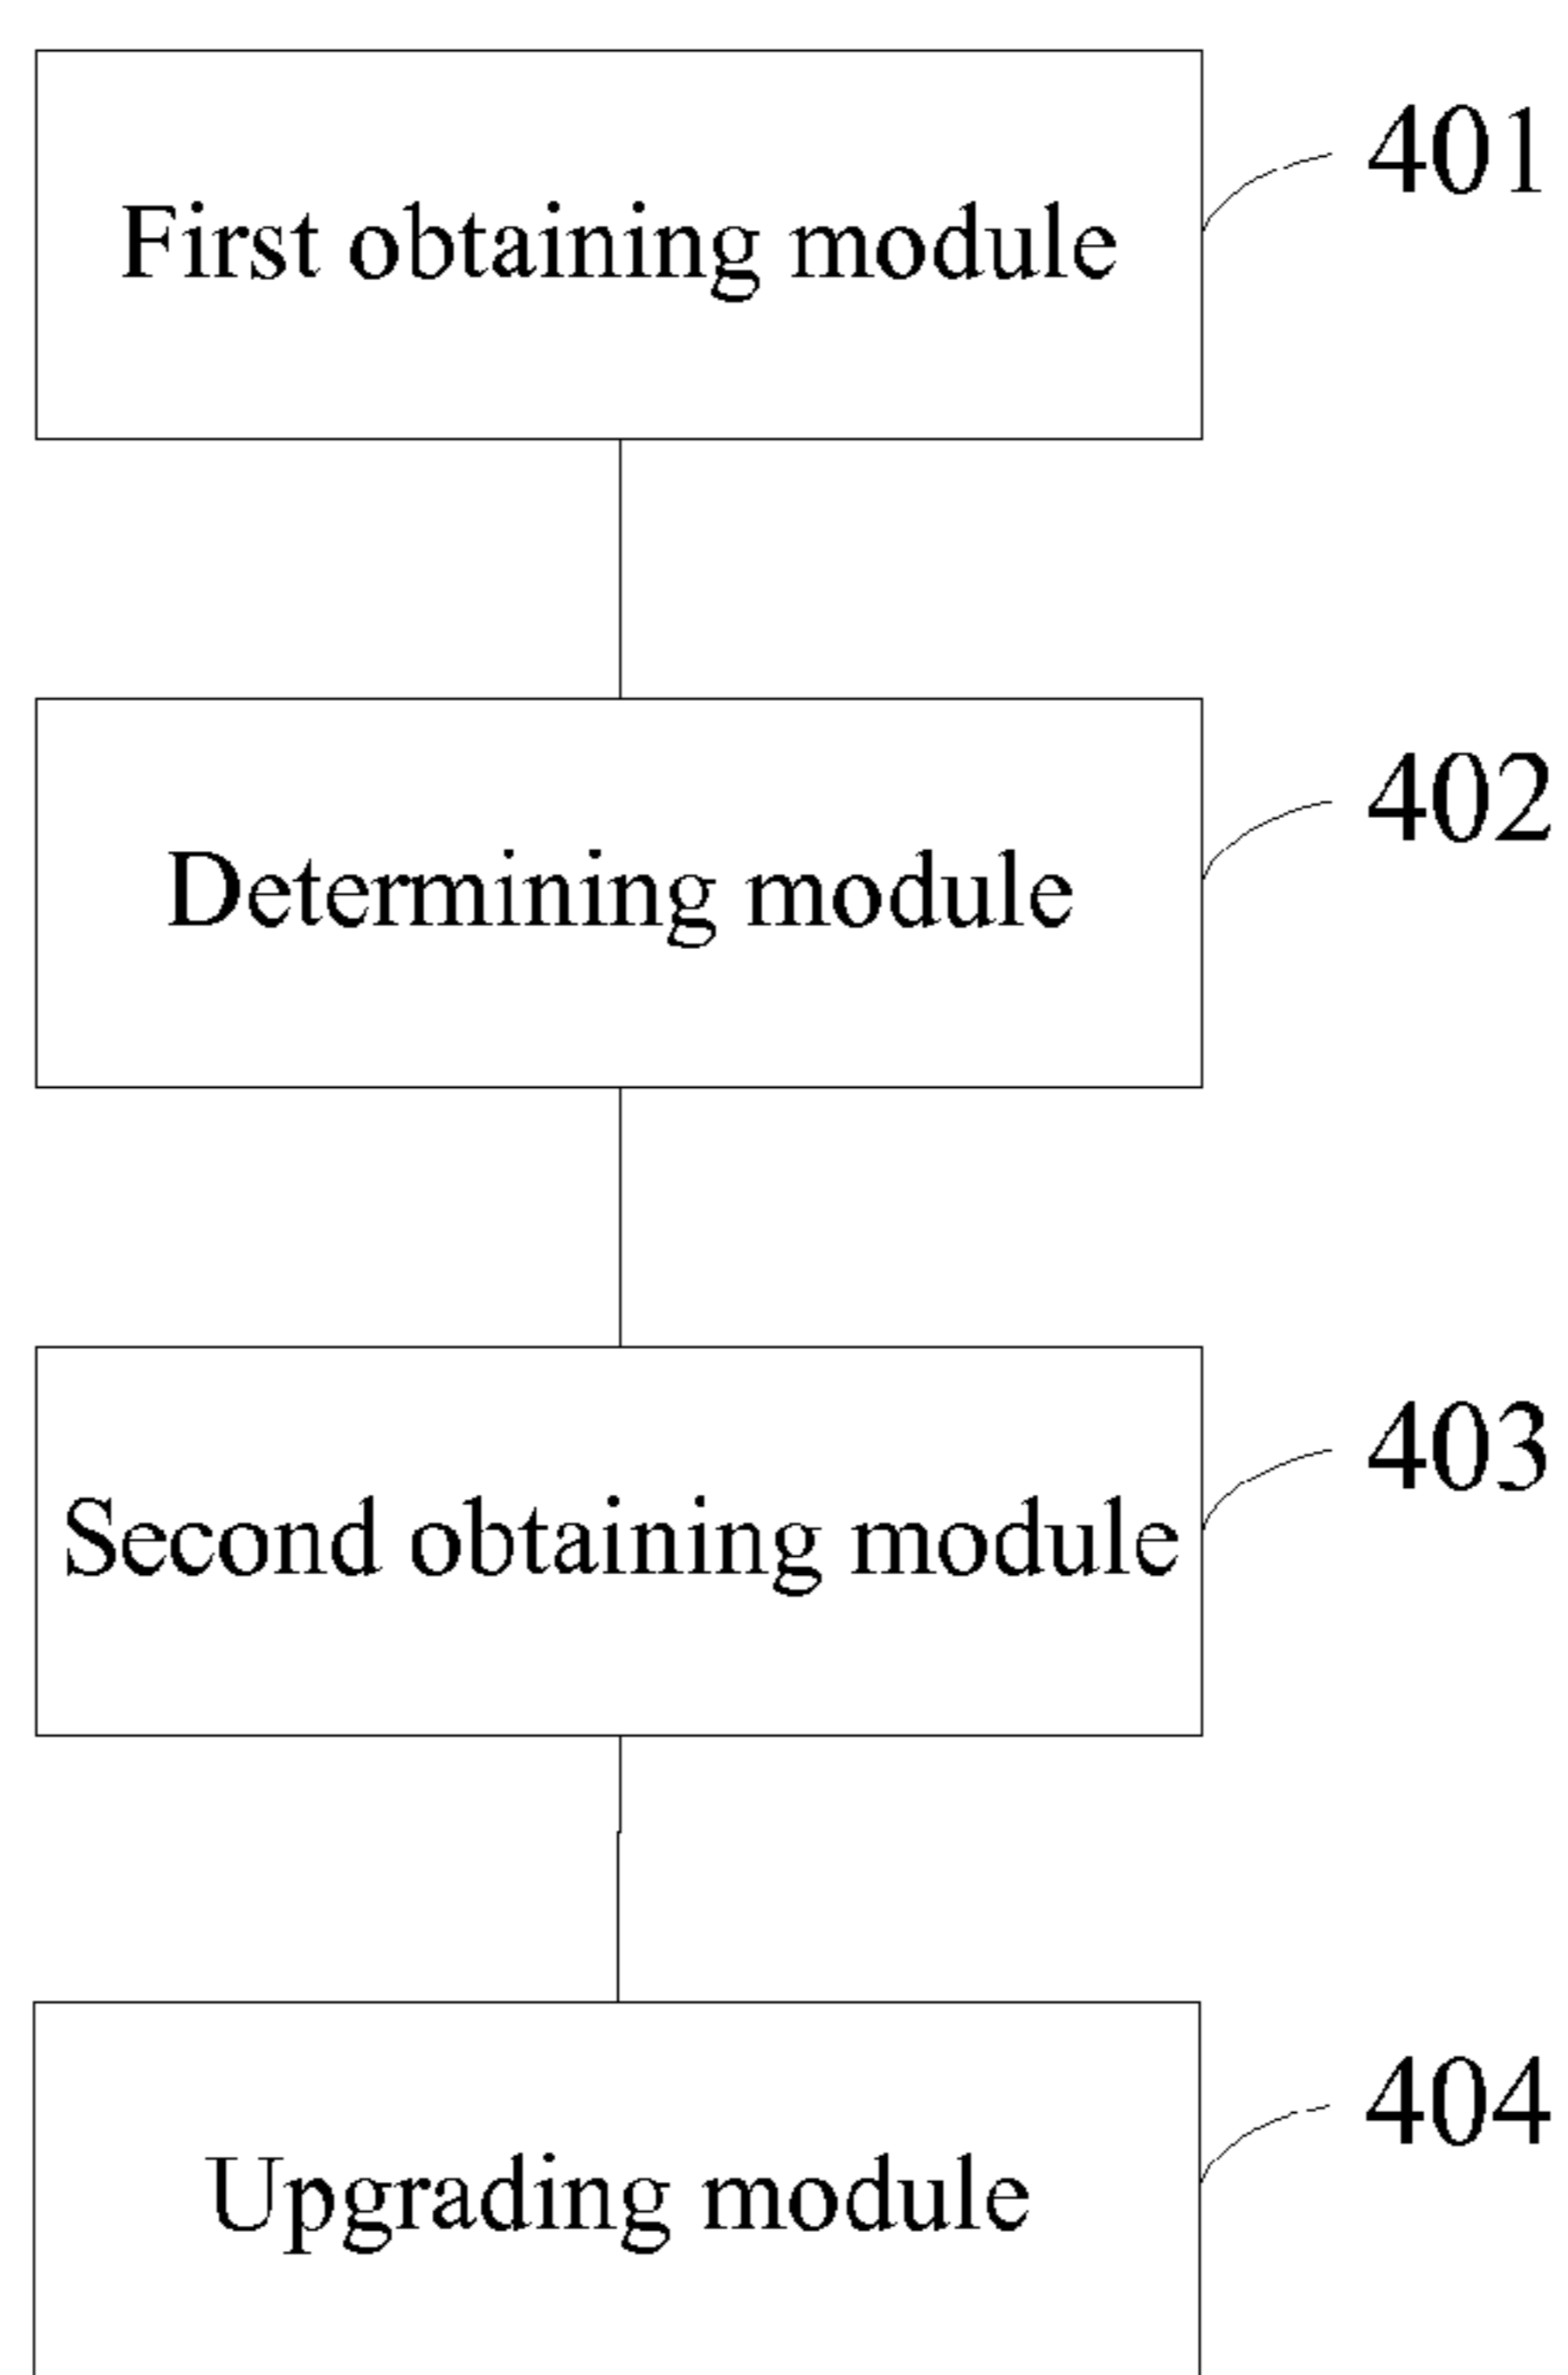 401
First obtaining module
402
Determining module
403
Second obtaining module
404
Upgrading module